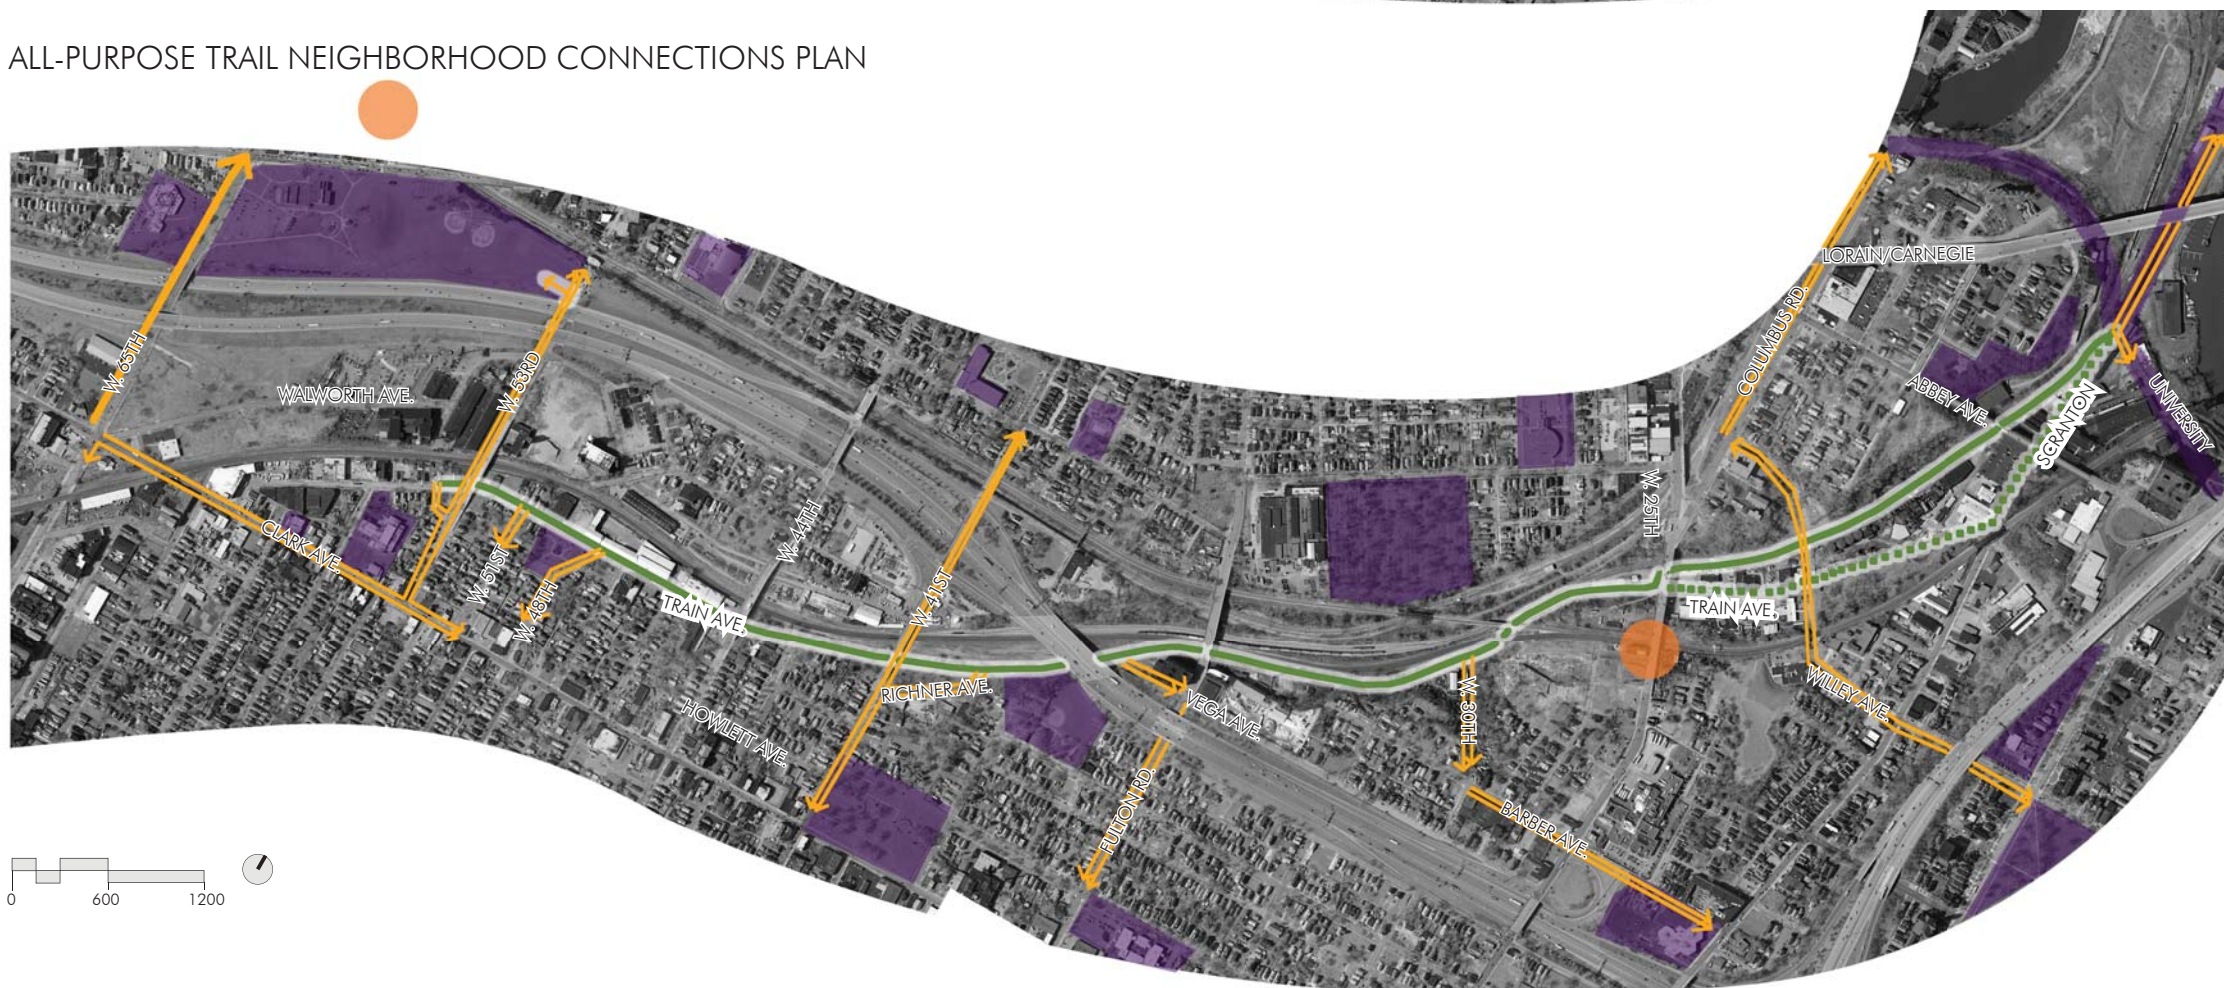 ALL-PURPOSE TRAIL NEIGHBORHOOD CONNECTIONS PLAN
LORAIN/CARNEGIE
COLUMBUS RD.
W. 65TH
W. 53RD
WALWORTH AVE.
ABBEY AVE.
UNIVERSITY
SCRANTON
W. 25TH
CLARK AVE.
W. 44TH
W. 51ST
W. 48TH
TRAIN AVE.
W. 41ST
TRAIN AVE.
RICHNER AVE.
HOWLETT AVE.
VEGA AVE.
W. 30TH
WILLEY AVE.
FULTON RD.
BARBER AVE.
0 600 1200